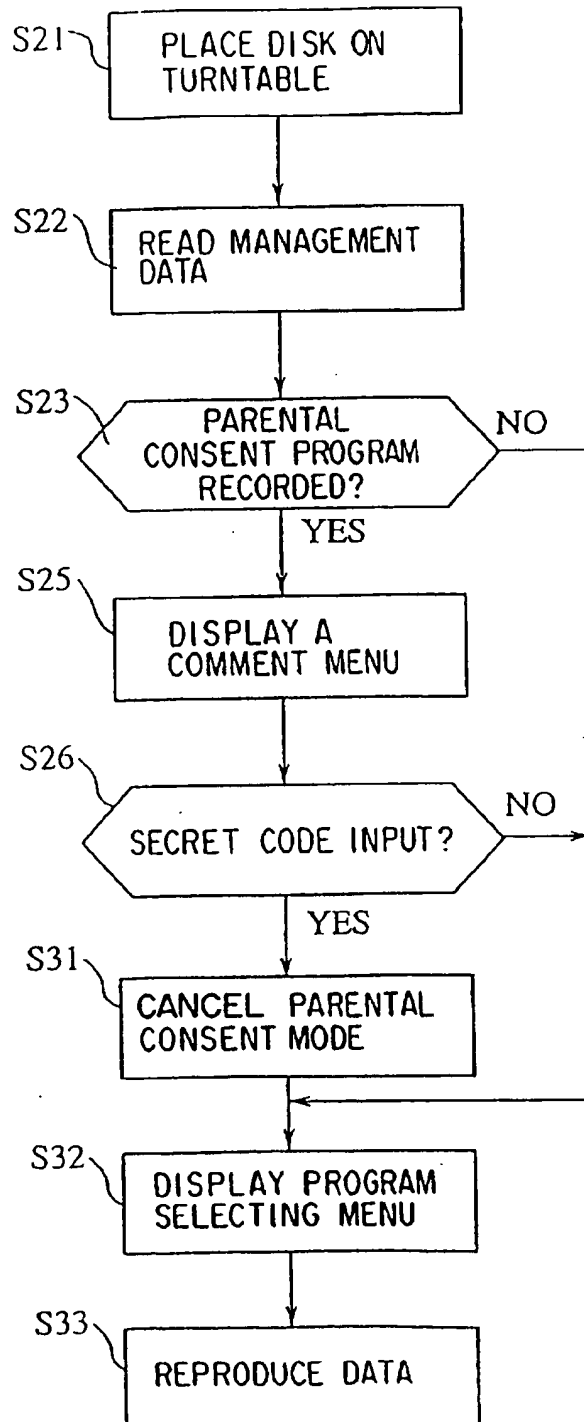 S21
PLACE DISK ON
TURNTABLE
S22
READ MANAGEMENT
DATA
S23
PARENTAL
CONSENT PROGRAM
RECORDED?
NO
YES
S25
DISPLAY A
COMMENT MENU
S26
SECRET CODE INPUT?
NO
YES
S31
CANCEL PARENTAL
CONSENT MODE
S32
DISPLAY PROGRAM
SELECTING MENU
S33
REPRODUCE DATA